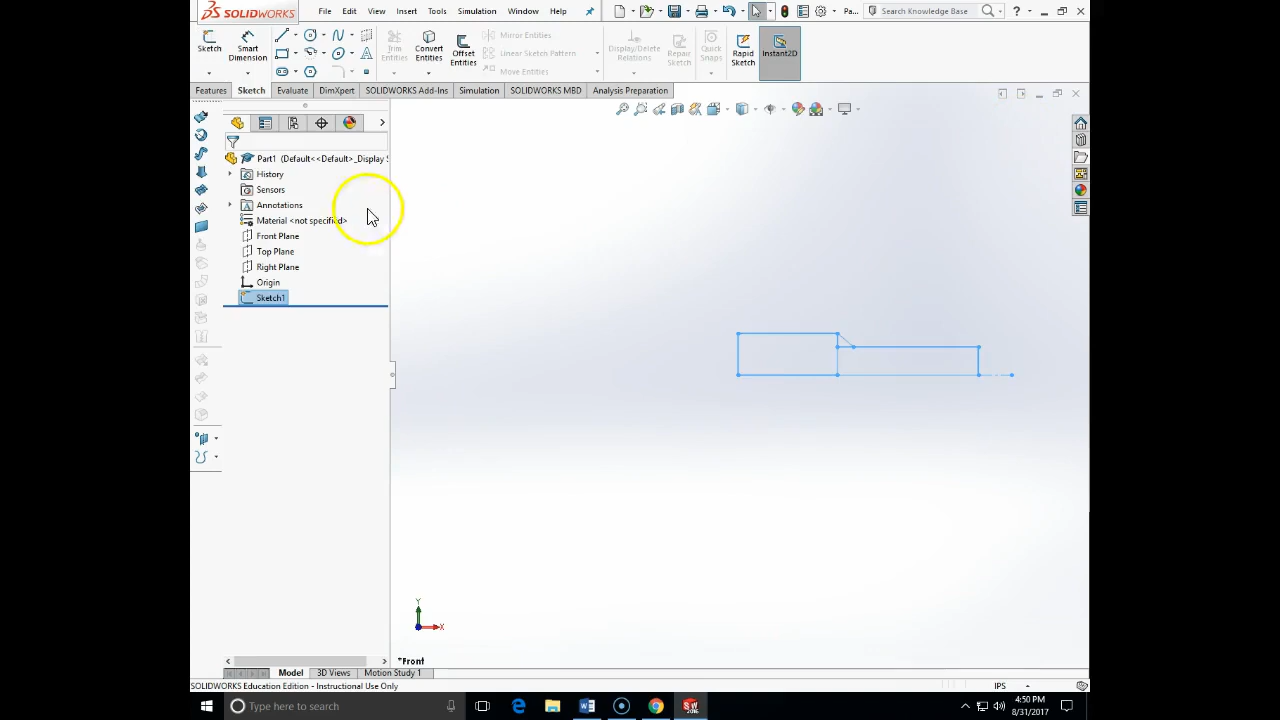 SOLIDWORKS File Edit View Insert Tools Simulation Window Help Pa... Search Knowledge Base ?
Sketch Smart Dimension Trim Entities Convert Entities Offset Entities Mirror Entities Linear Sketch Pattern Move Entities Display/Delete Relations Repair Sketch Quick Snaps Rapid Sketch Instant2D
Features Sketch Evaluate DimXpert SOLIDWORKS Add-Ins Simulation SOLIDWORKS MBD Analysis Preparation
Part1 (Default<<Default>_Display S
History
Sensors
Annotations
Material <not specified>
Front Plane
Top Plane
Right Plane
Origin
Sketch1
Y
X
*Front
Model 3D Views Motion Study 1
SOLIDWORKS Education Edition - Instructional Use Only IPS
Type here to search 4:50 PM
8/31/2017